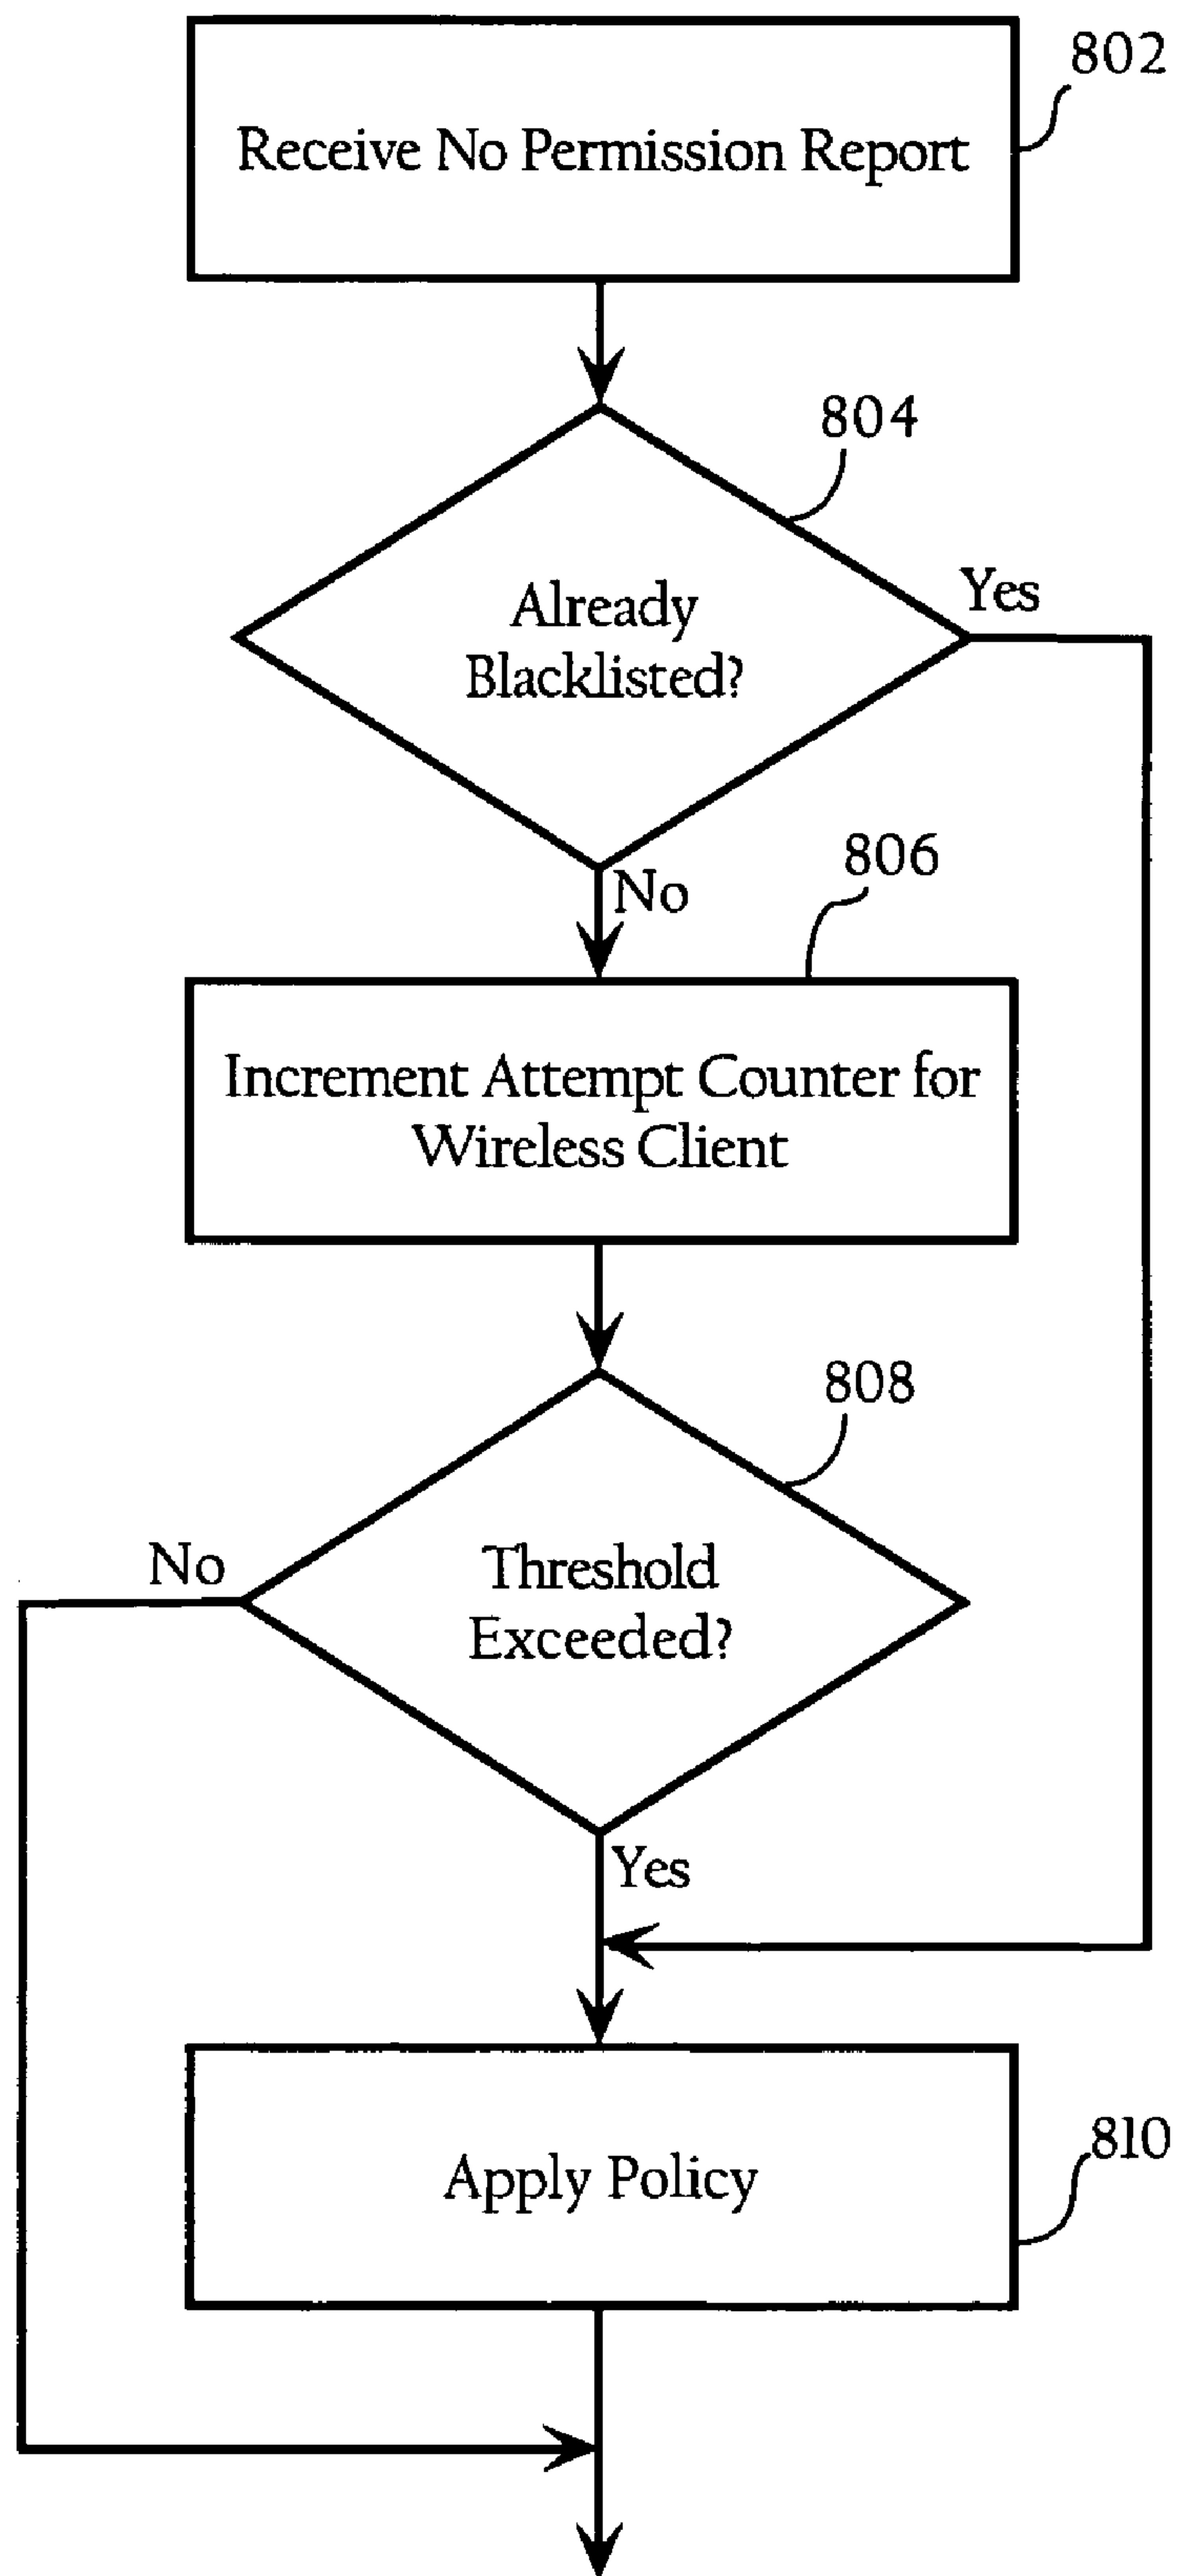 802
Receive No Permission Report
804
Already
Blacklisted?
Yes
No
806
Increment Attempt Counter for
Wireless Client
808
Threshold
Exceeded?
No
Yes
810
Apply Policy